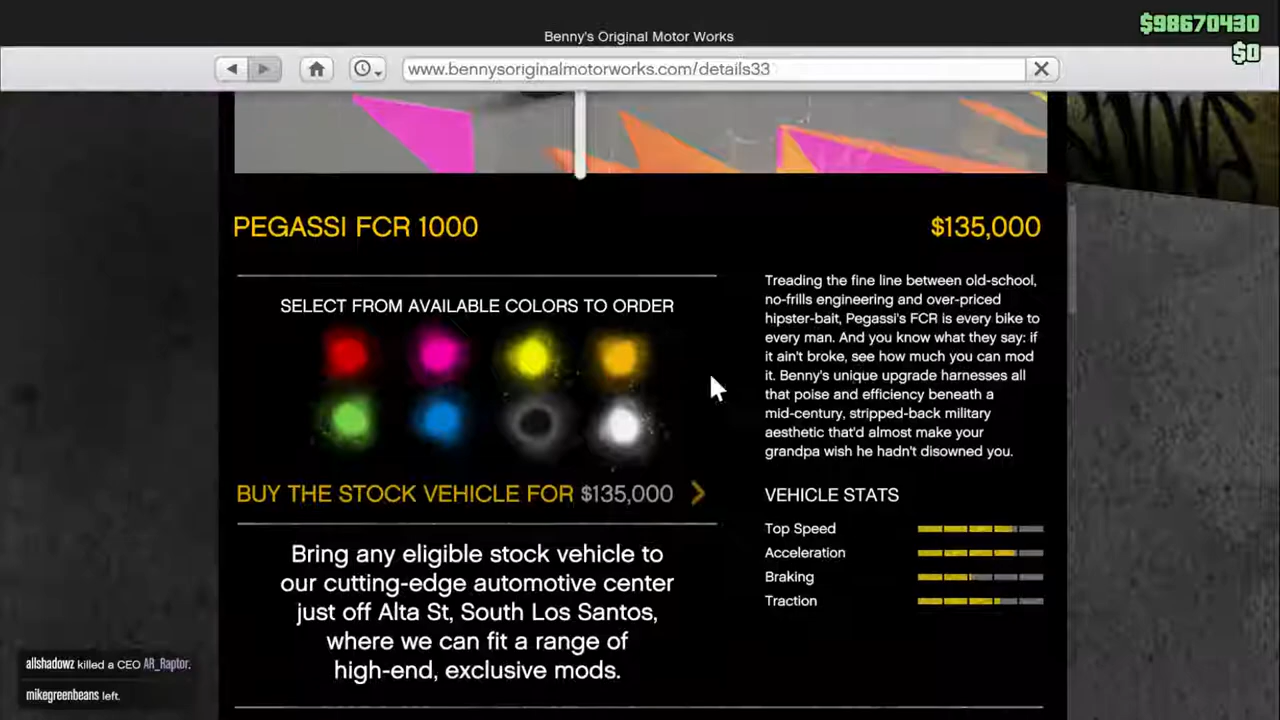 Benny's Original Motor Works
$98670430
$0
www.bennysoriginalmotorworks.com/details33
PEGASSI FCR 1000
$135,000
SELECT FROM AVAILABLE COLORS TO ORDER
BUY THE STOCK VEHICLE FOR $135,000
Bring any eligible stock vehicle to
our cutting-edge automotive center
just off Alta St, South Los Santos,
where we can fit a range of
high-end, exclusive mods.
Treading the fine line between old-school,
no-frills engineering and over-priced
hipster-bait, Pegassi's FCR is every bike to
every man. And you know what they say: if
it ain't broke, see how much you can mod
it. Benny's unique upgrade harnesses all
that poise and efficiency beneath a
mid-century, stripped-back military
aesthetic that'd almost make your
grandpa wish he hadn't disowned you.
VEHICLE STATS
Top Speed
Acceleration
Braking
Traction
allshadowz killed a CEO AR_Raptor.
mikegreenbeans left.